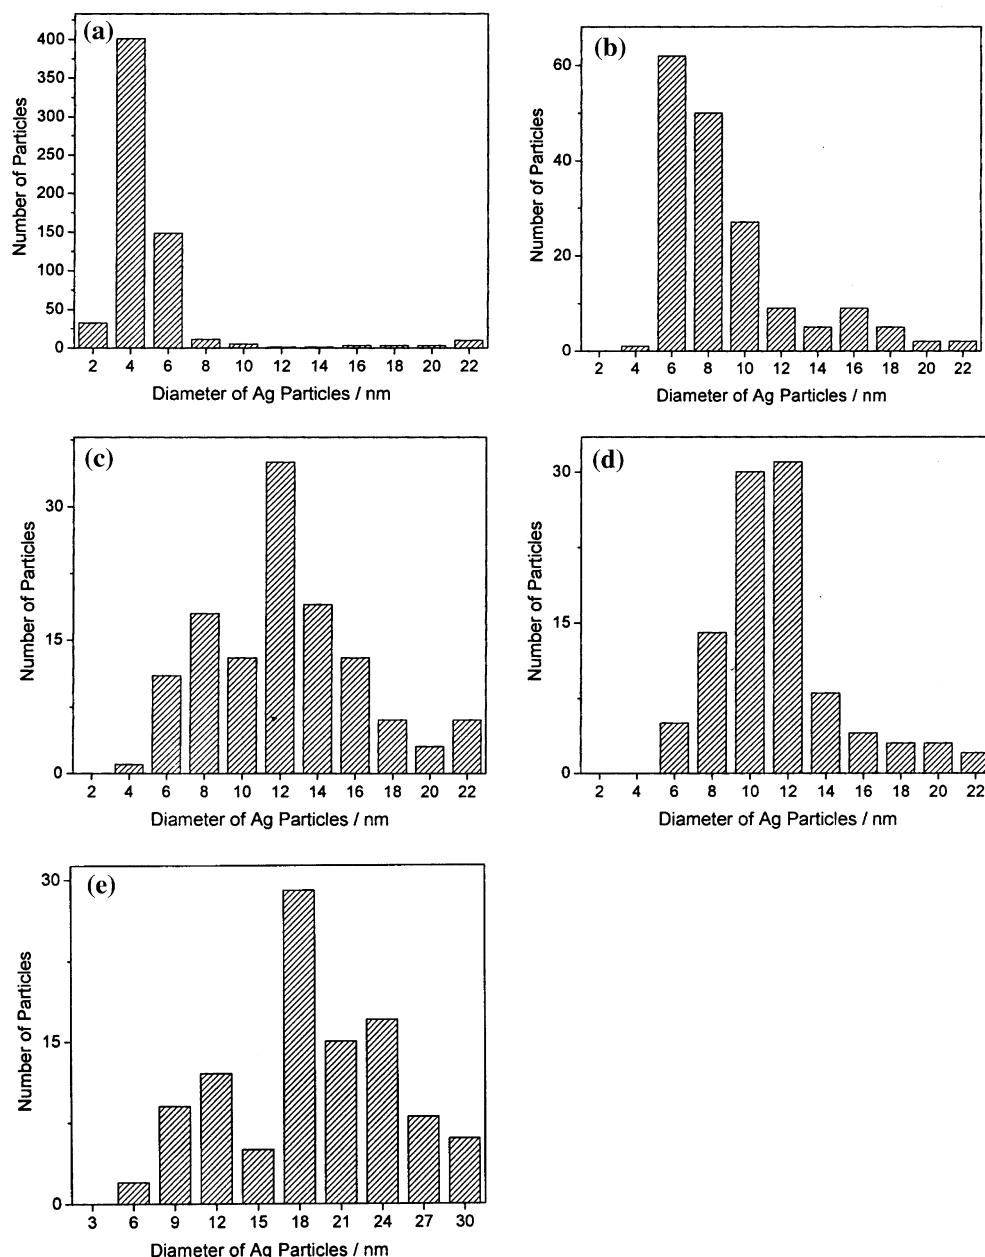 (a)
400
350
300
250
200
150
100
50
0
Number of Particles
2 4 6 8 10 12 14 16 18 20 22
Diameter of Ag Particles / nm
(b)
60
40
20
0
Number of Particles
2 4 6 8 10 12 14 16 18 20 22
Diameter of Ag Particles / nm
(c)
30
15
0
Number of Particles
2 4 6 8 10 12 14 16 18 20 22
Diameter of Ag Particles / nm
(d)
30
15
0
Number of Particles
2 4 6 8 10 12 14 16 18 20 22
Diameter of Ag Particles / nm
(e)
30
15
0
Number of Particles
3 6 9 12 15 18 21 24 27 30
Diameter of Ag Particles / nm